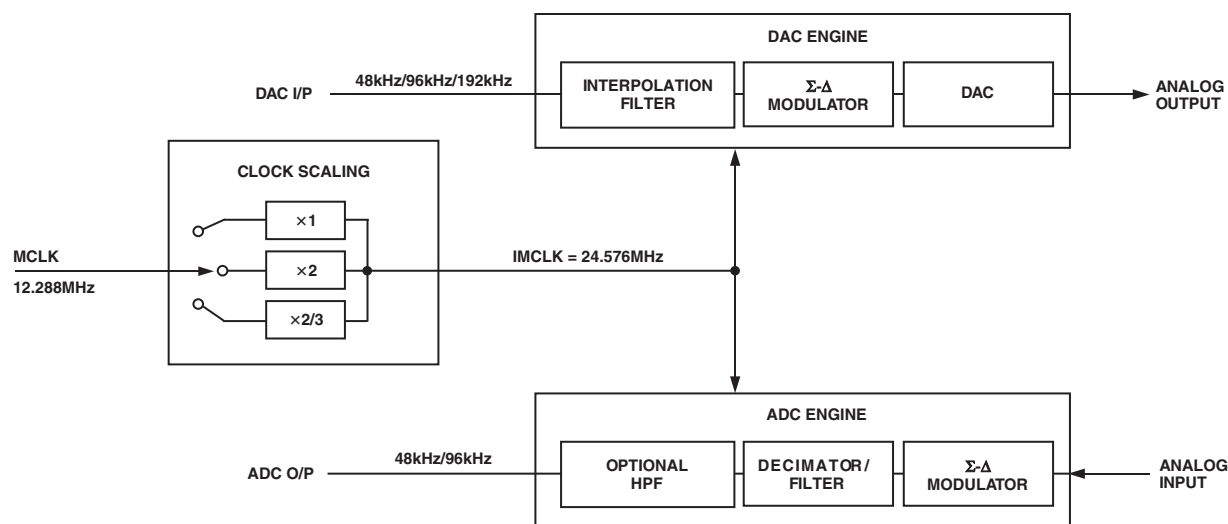 DAC ENGINE
48kHz/96kHz/192kHz
DAC I/P
INTERPOLATION
FILTER
Σ-Δ
MODULATOR
DAC
ANALOG
OUTPUT
CLOCK SCALING
×1
MCLK
×2
12.288MHz
×2/3
IMCLK = 24.576MHz
ADC ENGINE
48kHz/96kHz
ADC O/P
OPTIONAL
HPF
DECIMATOR/
FILTER
Σ-Δ
MODULATOR
ANALOG
INPUT